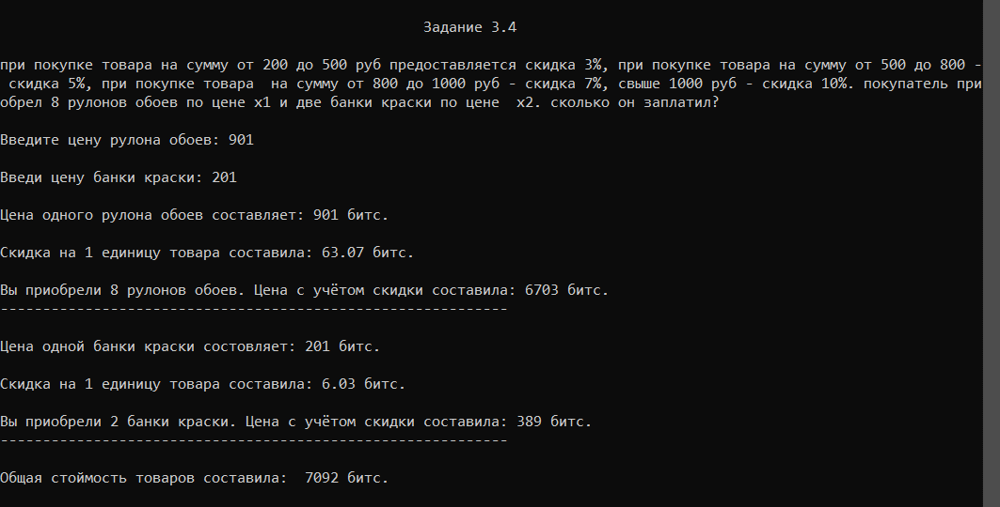 Задание 3.4
при покупке товара на сумму от 200 до 500 руб предоставляется скидка 3%, при покупке товара на сумму от 500 до 800 -
скидка 5%, при покупке товара  на сумму от 800 до 1000 руб - скидка 7%, свыше 1000 руб - скидка 10%. покупатель при
обрел 8 рулонов обоев по цене x1 и две банки краски по цене  x2. сколько он заплатил?
Введите цену рулона обоев: 901
Введи цену банки краски: 201
Цена одного рулона обоев составляет: 901 битс.
Скидка на 1 единицу товара составила: 63.07 битс.
Вы приобрели 8 рулонов обоев. Цена с учётом скидки составила: 6703 битс.
------------------------------------------------------------
Цена одной банки краски состовляет: 201 битс.
Скидка на 1 единицу товара составила: 6.03 битс.
Вы приобрели 2 банки краски. Цена с учётом скидки составила: 389 битс.
------------------------------------------------------------
Общая стоймость товаров составила:  7092 битс.